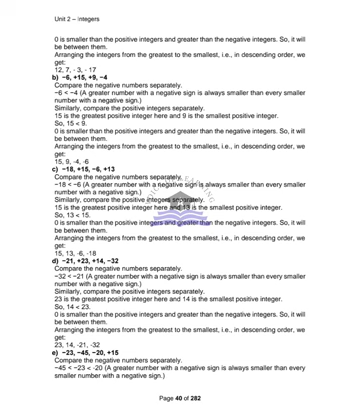 Unit 2 – Integers
0 is smaller than the positive integers and greater than the negative integers. So, it will
be between them.
Arranging the integers from the greatest to the smallest, i.e., in descending order, we
get:
12, 7, - 3, - 17
b) −6, +15, +9, −4
Compare the negative numbers separately.
−6 < −4 (A greater number with a negative sign is always smaller than every smaller
number with a negative sign.)
Similarly, compare the positive integers separately.
15 is the greatest positive integer here and 9 is the smallest positive integer.
So, 15 < 9.
0 is smaller than the positive integers and greater than the negative integers. So, it will
be between them.
Arranging the integers from the greatest to the smallest, i.e., in descending order, we
get:
15, 9, -4, -6
c) −18, +15, −6, +13
Compare the negative numbers separately.
−18 < −6 (A greater number with a negative sign is always smaller than every smaller
number with a negative sign.)
Similarly, compare the positive integers separately.
15 is the greatest positive integer here and 13 is the smallest positive integer.
So, 13 < 15.
0 is smaller than the positive integers and greater than the negative integers. So, it will
be between them.
Arranging the integers from the greatest to the smallest, i.e., in descending order, we
get:
15, 13, -6, -18
d) −21, +23, +14, −32
Compare the negative numbers separately.
−32 < −21 (A greater number with a negative sign is always smaller than every smaller
number with a negative sign.)
Similarly, compare the positive integers separately.
23 is the greatest positive integer here and 14 is the smallest positive integer.
So, 14 < 23.
0 is smaller than the positive integers and greater than the negative integers. So, it will
be between them.
Arranging the integers from the greatest to the smallest, i.e., in descending order, we
get:
23, 14, -21, -32
e) −23, −45, −20, +15
Compare the negative numbers separately.
−45 < −23 < -20 (A greater number with a negative sign is always smaller than every
smaller number with a negative sign.)
Page 40 of 282